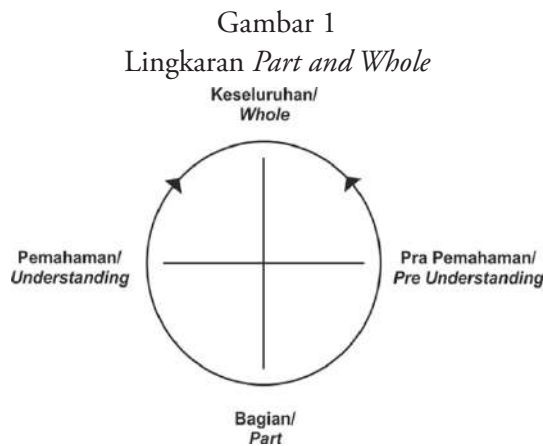 Gambar 1
Lingkaran Part and Whole
Keseluruhan/
Whole
Pemahaman/
Understanding
Pra Pemahaman/
Pre Understanding
Bagian/
Part